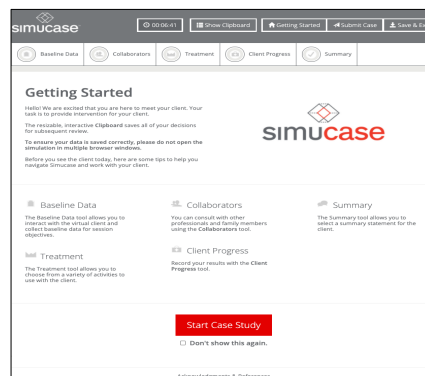 simucase
00:06:41
Show Clipboard
Getting Started
Submit Case
Save & Ex
Baseline Data
Collaborators
Treatment
Client Progress
Summary
Getting Started
Hello! We are excited that you are here to meet your client. Your
task is to provide intervention for your client.
The resizable, interactive Clipboard saves all of your decisions
for subsequent review.
To ensure your data is saved correctly, please do not open the
simulation in multiple browser windows.
Before you see the client today, here are some tips to help you
navigate Simucase and work with your client.
simucase
Baseline Data
The Baseline Data tool allows you to
interact with the virtual client and
collect baseline data for session
objectives.
Treatment
The Treatment tool allows you to
choose from a variety of activities to
use with the client.
Collaborators
You can consult with other
professionals and family members
using the Collaborators tool.
Client Progress
Record your results with the Client
Progress tool.
Summary
The Summary tool allows you to
select a summary statement for the
client.
Start Case Study
Don't show this again.
Acknowledgments & References